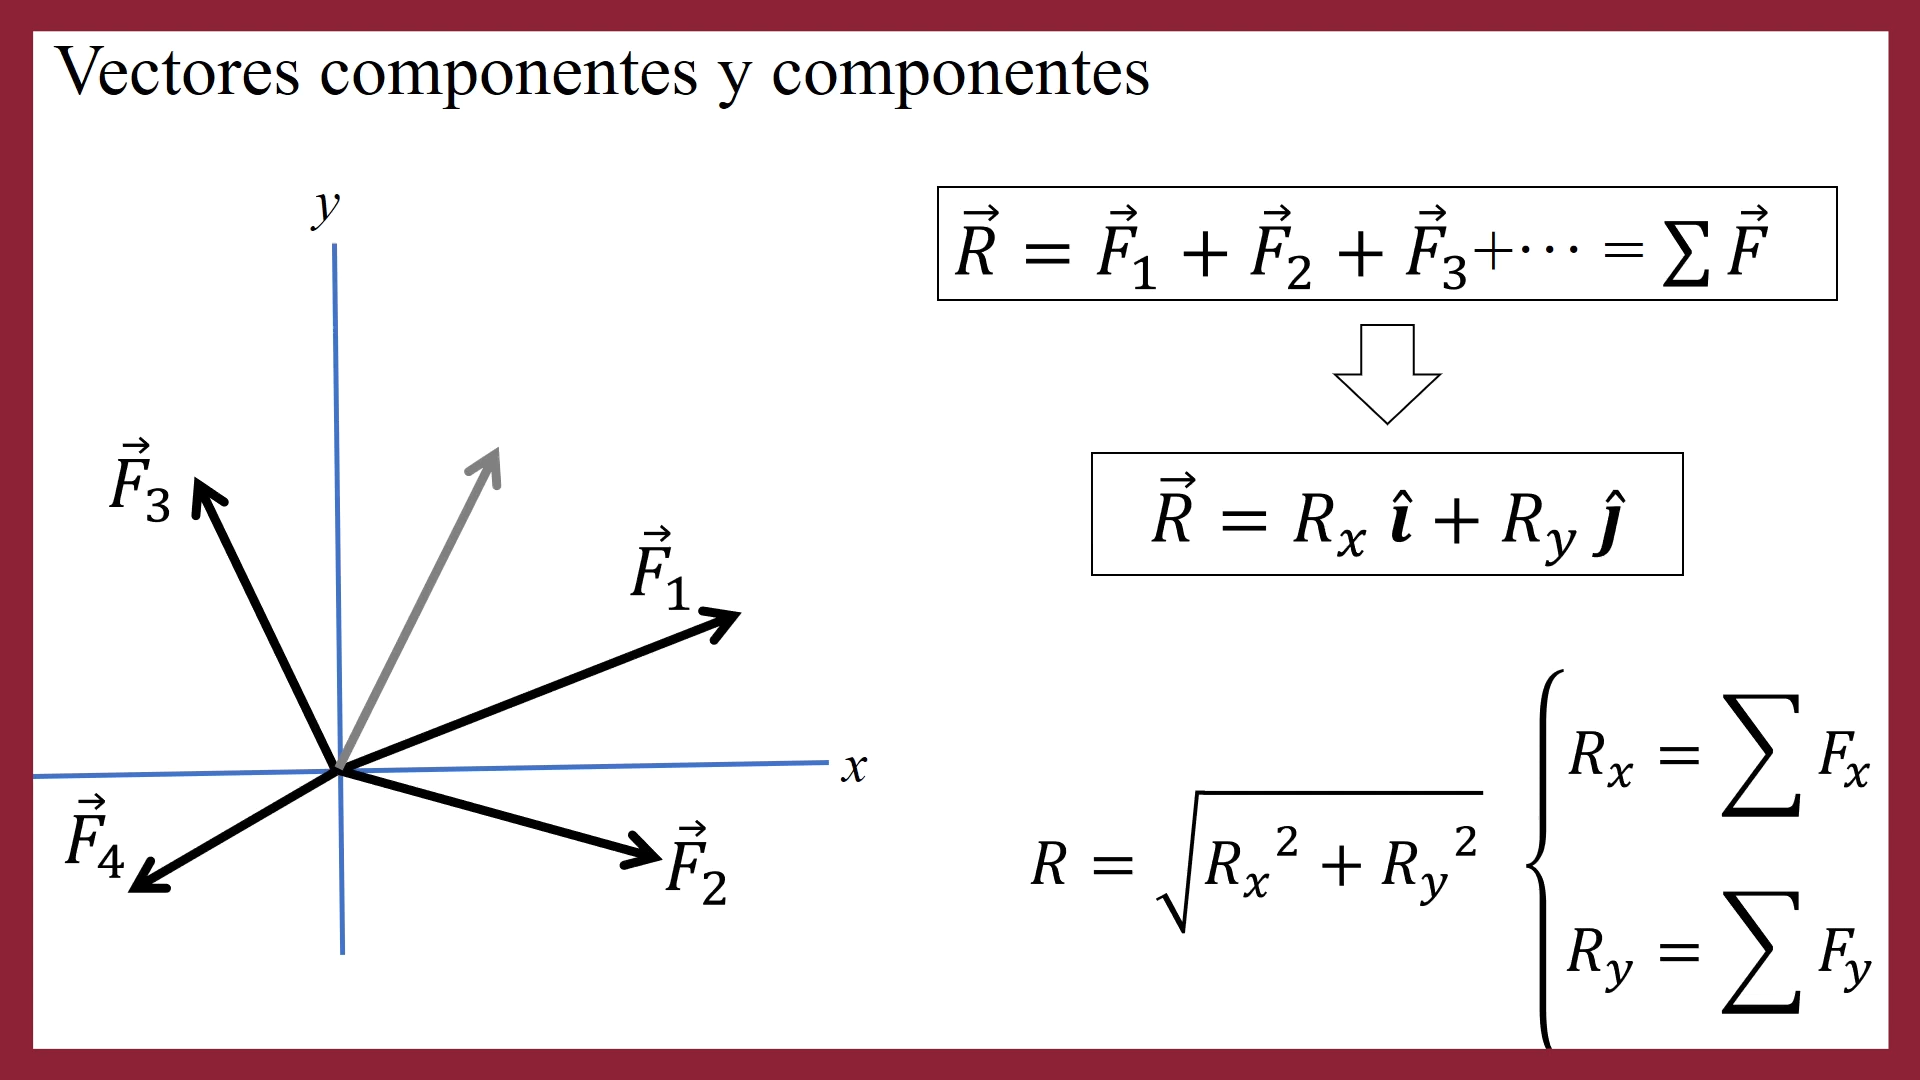 Vectores componentes y componentes
y
x
F⃗₃
F⃗₁
F⃗₄
F⃗₂
R⃗ = F⃗₁ + F⃗₂ + F⃗₃+⋯ = ∑ F⃗
R⃗ = Rₓ 𝒊̂ + R_y 𝒋̂
R = √(Rₓ² + R_y²)
Rₓ = ∑ Fₓ
R_y = ∑ F_y